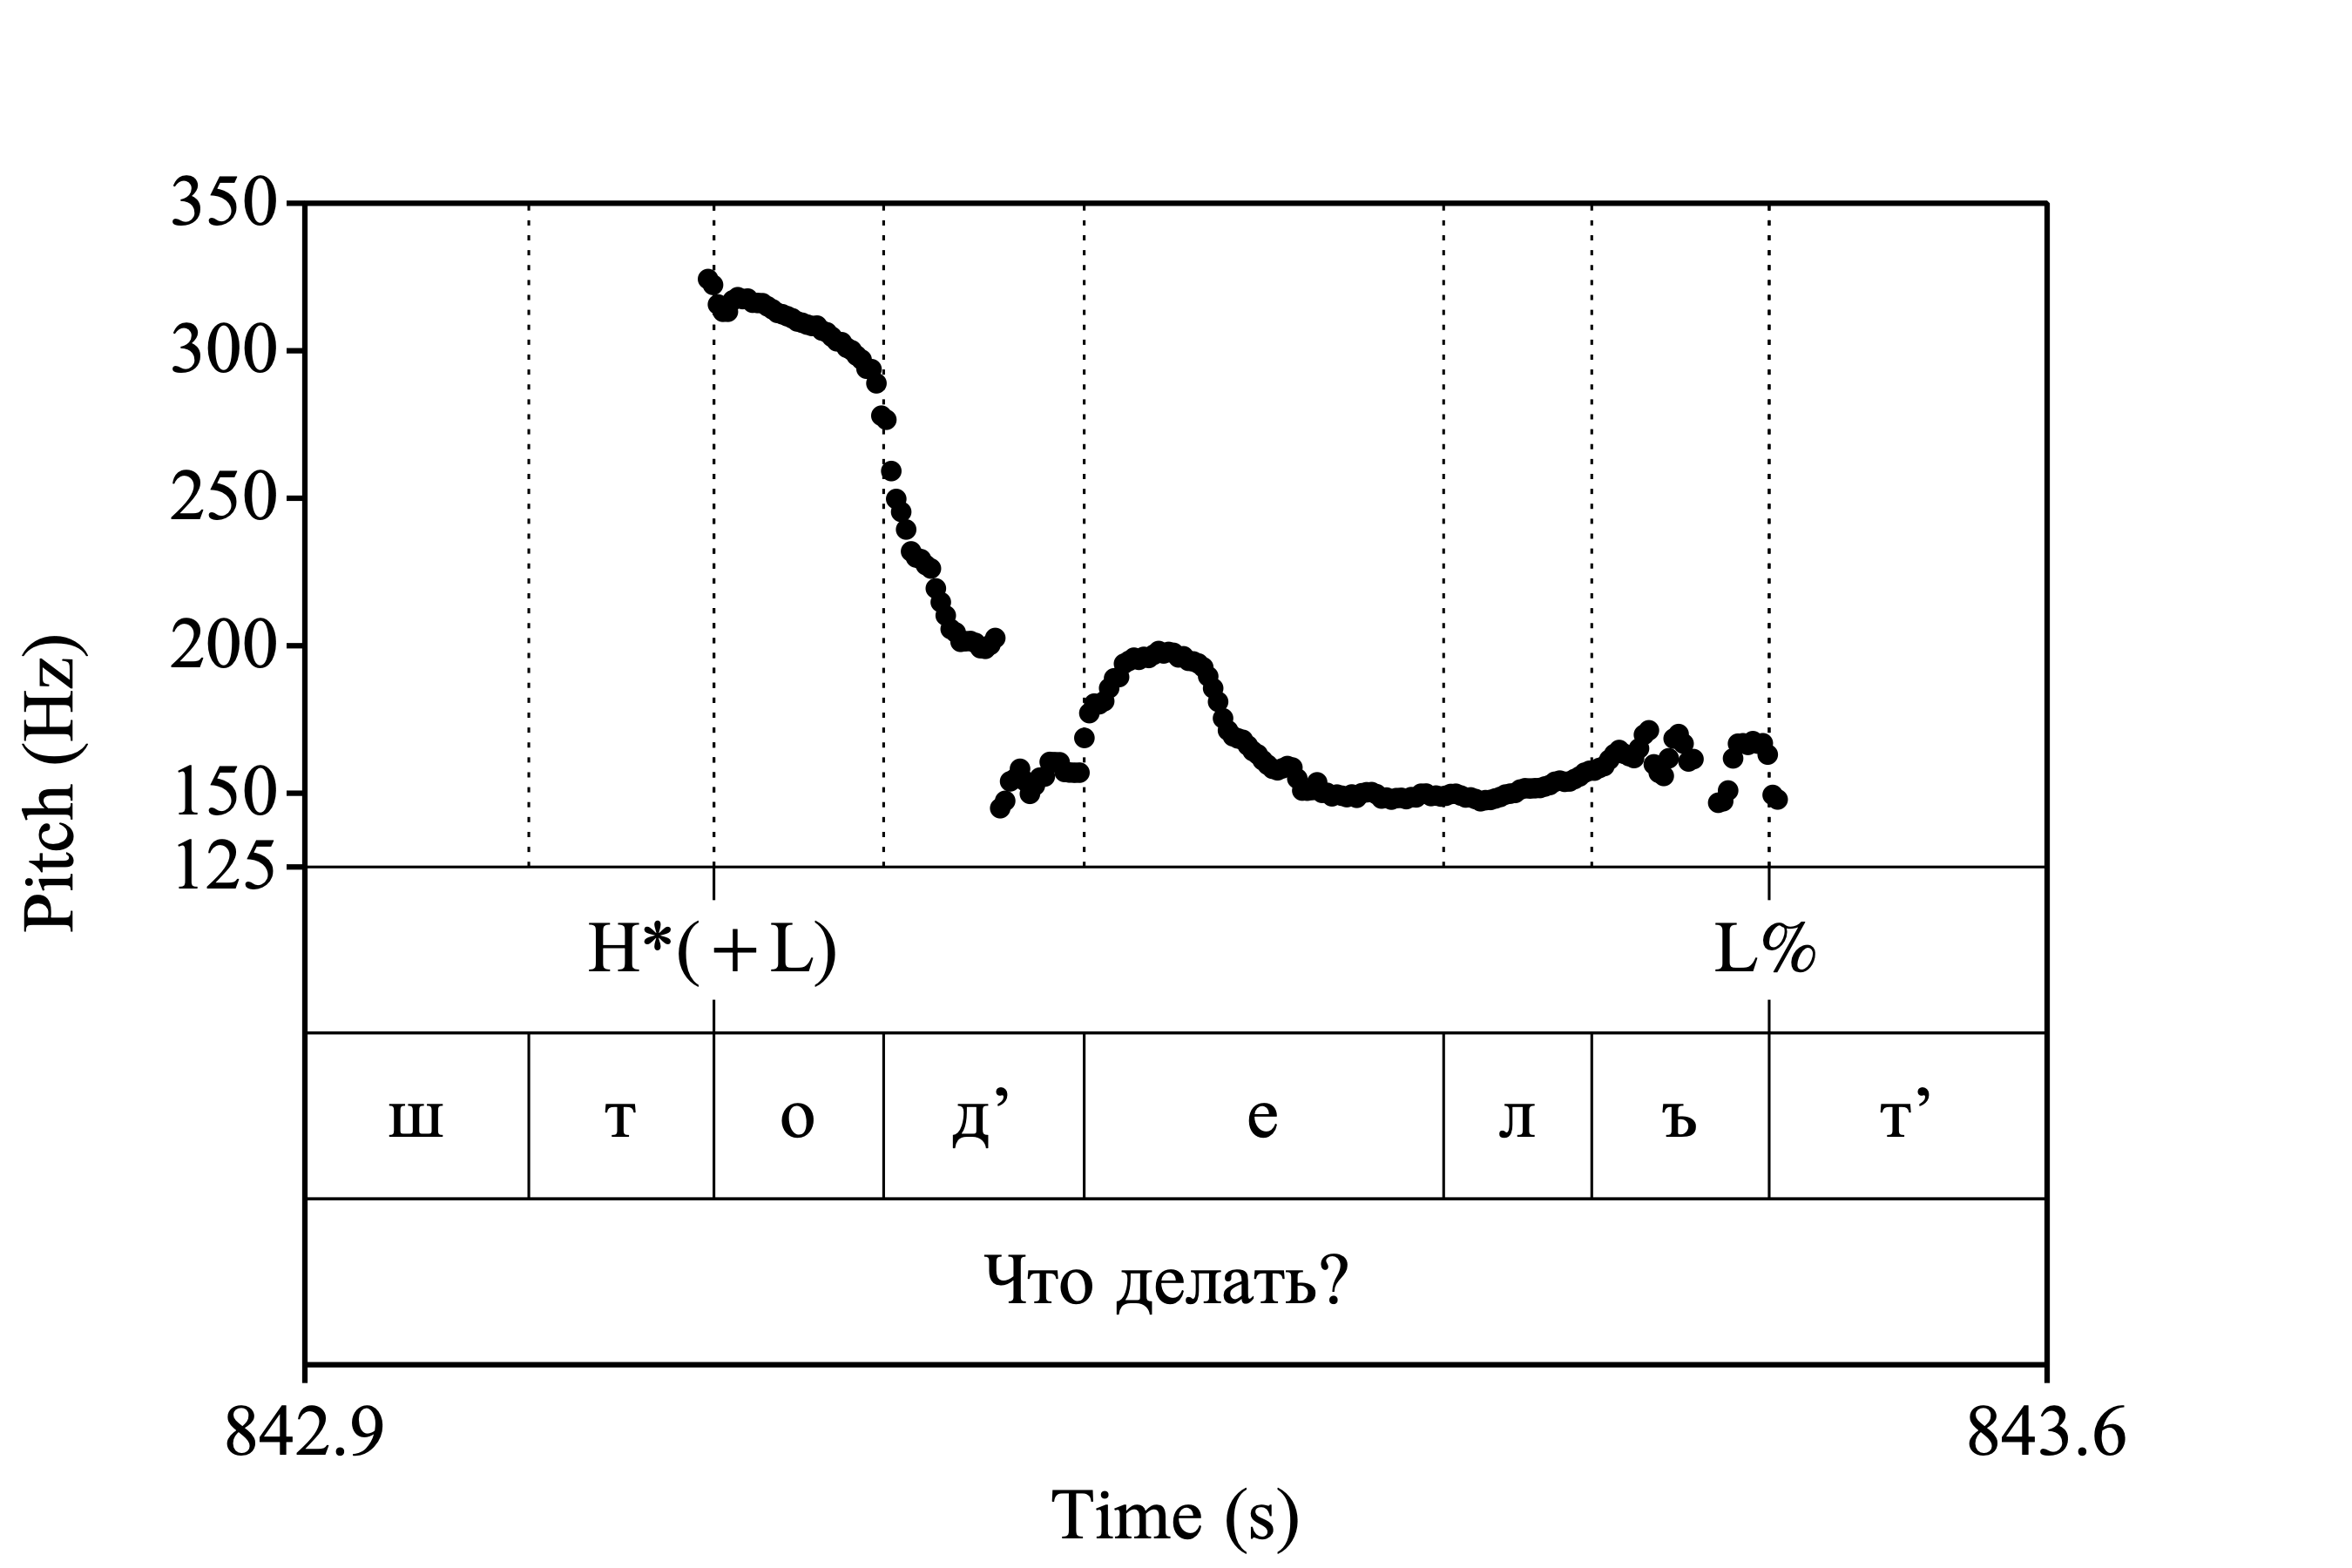 350
300
250
200
150
125
Pitch (Hz)
H*(+L) L%
ш т о д’ е л ъ т’
Что делать?
842.9 843.6
Time (s)